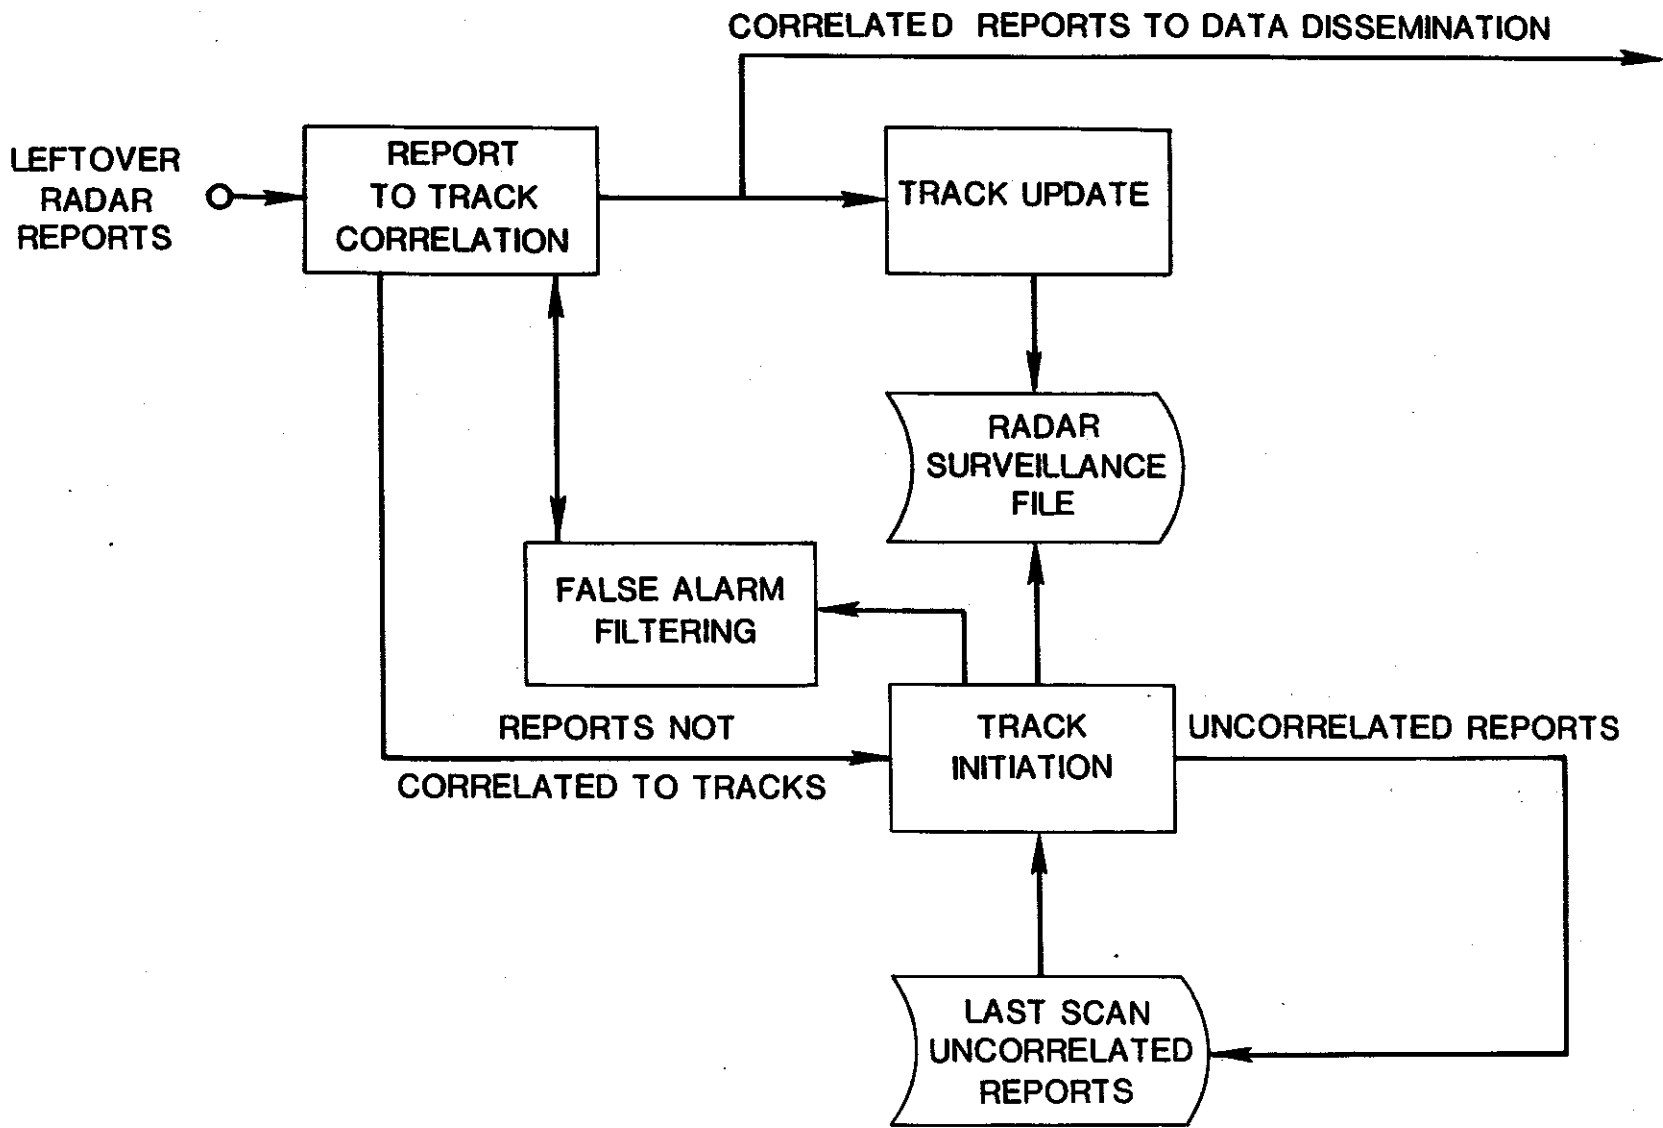 CORRELATED REPORTS TO DATA DISSEMINATION
LEFTOVER
RADAR
REPORTS
REPORT
TO TRACK
CORRELATION
TRACK UPDATE
RADAR
SURVEILLANCE
FILE
FALSE ALARM
FILTERING
REPORTS NOT
CORRELATED TO TRACKS
TRACK
INITIATION
UNCORRELATED REPORTS
LAST SCAN
UNCORRELATED
REPORTS